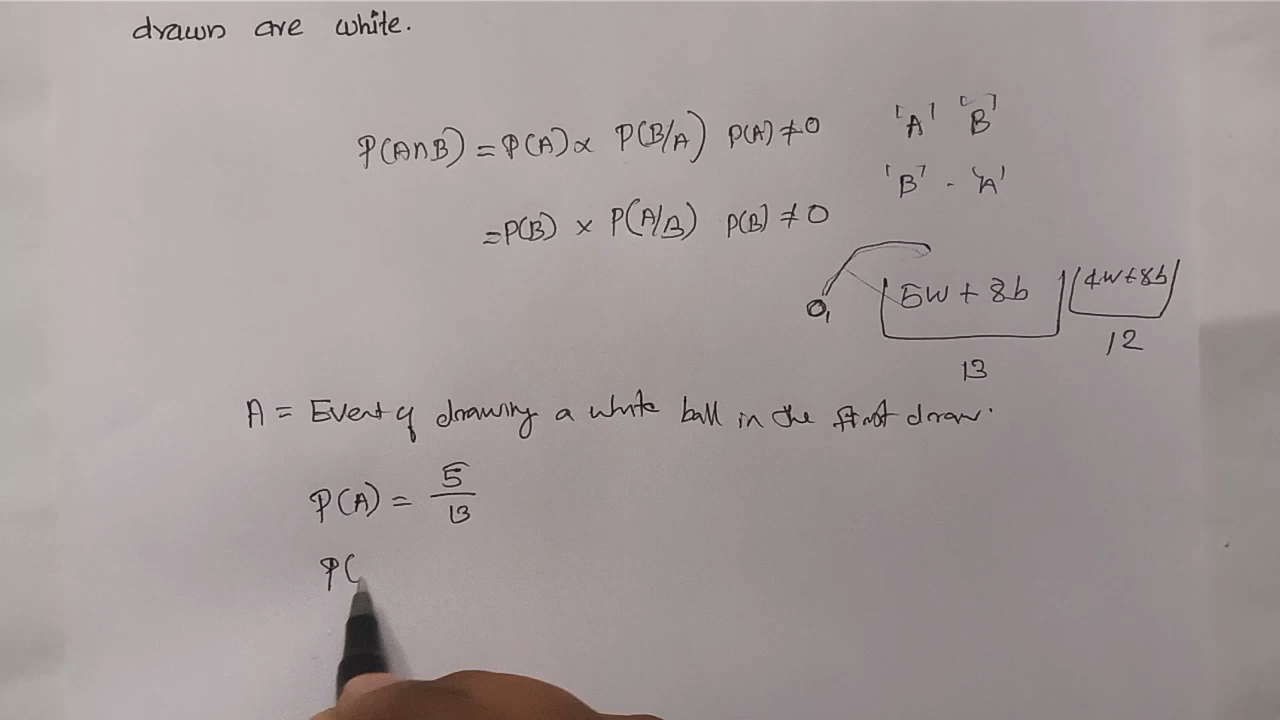 drawn are white.
P(A∩B) = P(A) × P(B/A) P(A) ≠ 0 'A' 'B'
'B' - 'A'
= P(B) × P(A/B) P(B) ≠ 0
5W + 8b 4W + 8b
13 12
A = Event of drawing a white ball in the first draw.
P(A) = 5/13
P(